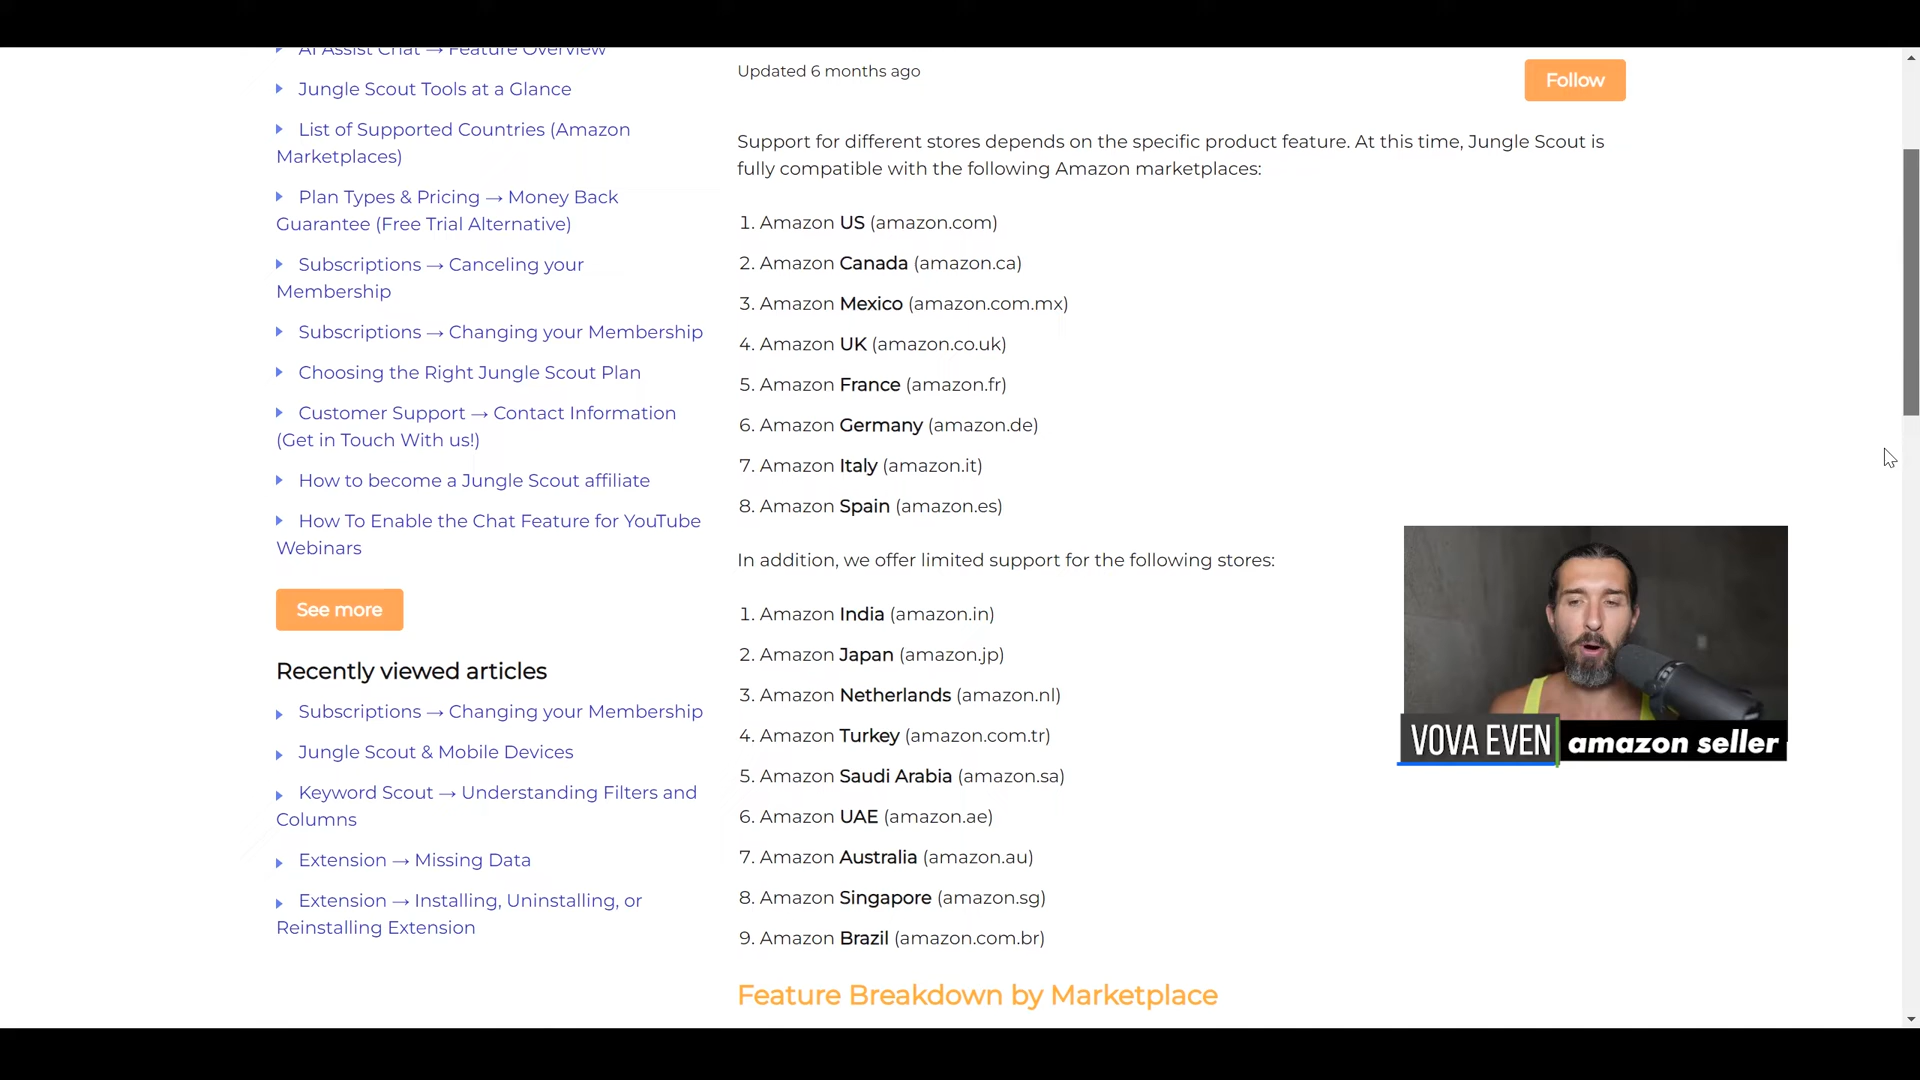 AI Assist Chat → Feature Overview
Jungle Scout Tools at a Glance
List of Supported Countries (Amazon
Marketplaces)
Plan Types & Pricing → Money Back
Guarantee (Free Trial Alternative)
Subscriptions → Canceling your
Membership
Subscriptions → Changing your Membership
Choosing the Right Jungle Scout Plan
Customer Support → Contact Information
(Get in Touch With us!)
How to become a Jungle Scout affiliate
How To Enable the Chat Feature for YouTube
Webinars
See more
Recently viewed articles
Subscriptions → Changing your Membership
Jungle Scout & Mobile Devices
Keyword Scout → Understanding Filters and
Columns
Extension → Missing Data
Extension → Installing, Uninstalling, or
Reinstalling Extension
Updated 6 months ago
Follow
Support for different stores depends on the specific product feature. At this time, Jungle Scout is
fully compatible with the following Amazon marketplaces:
1. Amazon US (amazon.com)
2. Amazon Canada (amazon.ca)
3. Amazon Mexico (amazon.com.mx)
4. Amazon UK (amazon.co.uk)
5. Amazon France (amazon.fr)
6. Amazon Germany (amazon.de)
7. Amazon Italy (amazon.it)
8. Amazon Spain (amazon.es)
In addition, we offer limited support for the following stores:
1. Amazon India (amazon.in)
2. Amazon Japan (amazon.jp)
3. Amazon Netherlands (amazon.nl)
4. Amazon Turkey (amazon.com.tr)
5. Amazon Saudi Arabia (amazon.sa)
6. Amazon UAE (amazon.ae)
7. Amazon Australia (amazon.au)
8. Amazon Singapore (amazon.sg)
9. Amazon Brazil (amazon.com.br)
Feature Breakdown by Marketplace
VOVA EVEN amazon seller